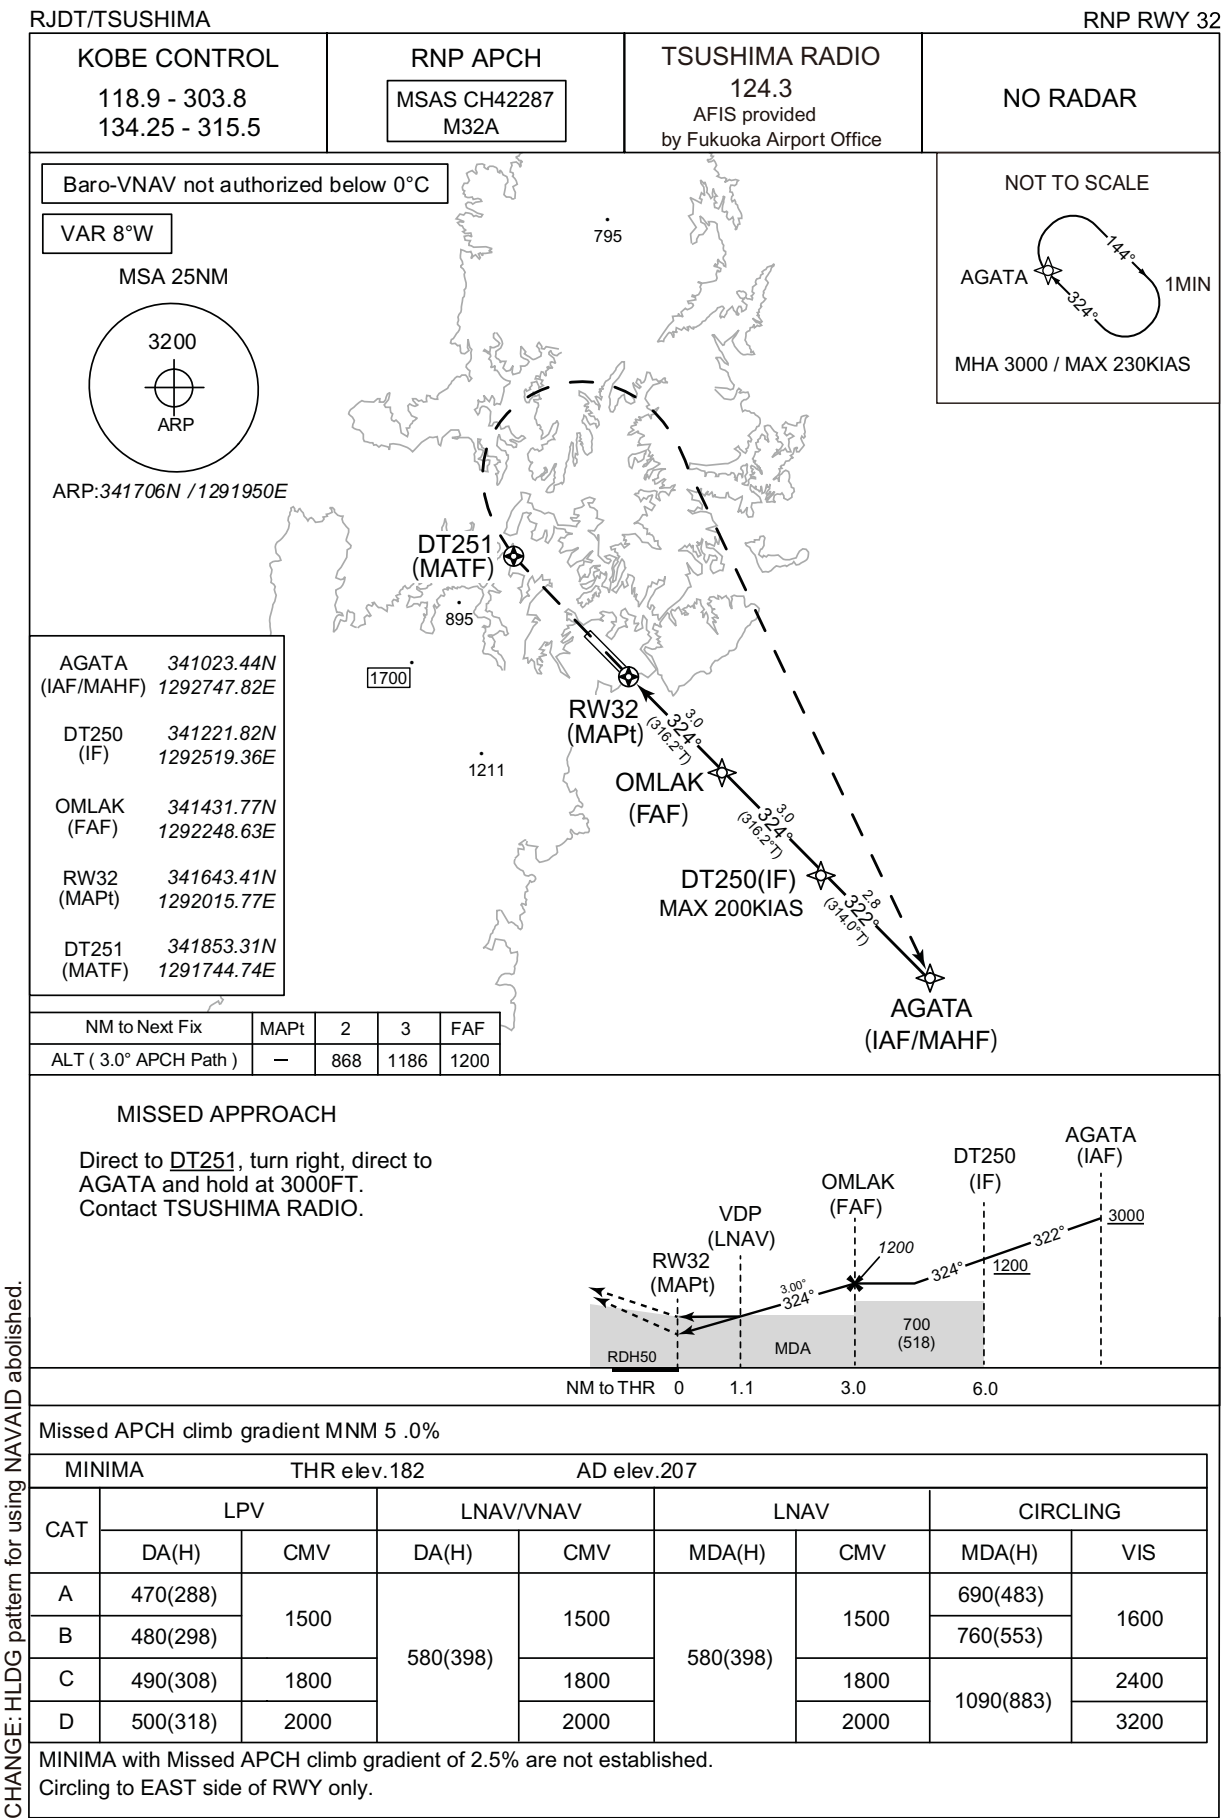 RJDT/TSUSHIMA
RNP RWY 32
KOBE CONTROL
118.9 - 303.8
134.25 - 315.5
RNP APCH
MSAS CH42287
M32A
TSUSHIMA RADIO
124.3
AFIS provided
by Fukuoka Airport Office
NO RADAR
Baro-VNAV not authorized below 0°C
VAR 8°W
MSA 25NM
3200
ARP
ARP:341706N /1291950E
795
NOT TO SCALE
AGATA
144°
324°
1MIN
MHA 3000 / MAX 230KIAS
DT251
(MATF)
895
1700
1211
RW32
(MAPt)
3.0
324°
(316.2°T)
OMLAK
(FAF)
3.0
324°
(316.2°T)
DT250(IF)
MAX 200KIAS
2.8
322°
(314.0°T)
AGATA
(IAF/MAHF)
AGATA 341023.44N
(IAF/MAHF) 1292747.82E
DT250 341221.82N
(IF) 1292519.36E
OMLAK 341431.77N
(FAF) 1292248.63E
RW32 341643.41N
(MAPt) 1292015.77E
DT251 341853.31N
(MATF) 1291744.74E
NM to Next Fix MAPt 2 3 FAF
ALT ( 3.0° APCH Path ) — 868 1186 1200
MISSED APPROACH
Direct to DT251, turn right, direct to
AGATA and hold at 3000FT.
Contact TSUSHIMA RADIO.
AGATA
(IAF)
3000
DT250
(IF)
322°
1200
OMLAK
(FAF)
1200
324°
VDP
(LNAV)
3.00°
324°
RW32
(MAPt)
700
(518)
MDA
RDH50
NM to THR 0 1.1 3.0 6.0
Missed APCH climb gradient MNM 5 .0%
MINIMA THR elev.182 AD elev.207
CAT LPV LNAV/VNAV LNAV CIRCLING
DA(H) CMV DA(H) CMV MDA(H) CMV MDA(H) VIS
A 470(288) 1500 580(398) 1500 580(398) 1500 690(483) 1600
B 480(298) 760(553)
C 490(308) 1800 1800 1800 1090(883) 2400
D 500(318) 2000 2000 2000 3200
MINIMA with Missed APCH climb gradient of 2.5% are not established.
Circling to EAST side of RWY only.
CHANGE: HLDG pattern for using NAVAID abolished.